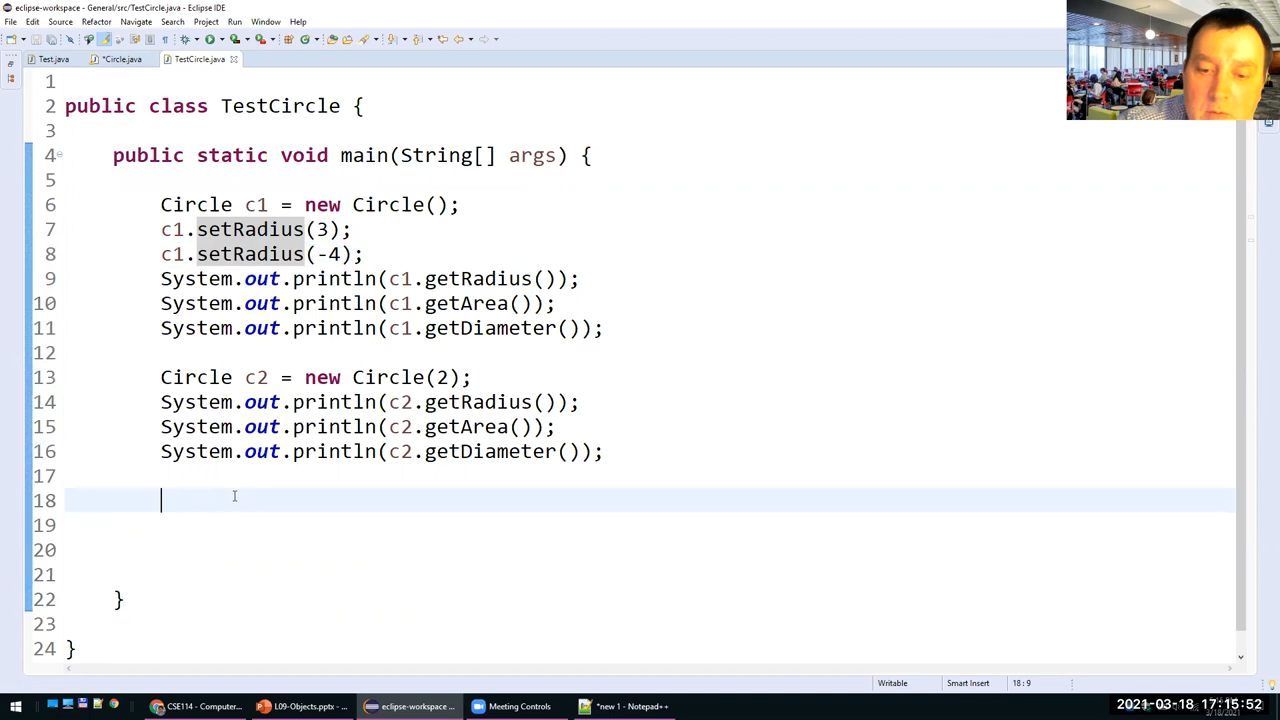 eclipse-workspace - General/src/TestCircle.java - Eclipse IDE
File Edit Source Refactor Navigate Search Project Run Window Help
Test.java *Circle.java TestCircle.java
1
2 public class TestCircle {
3
4 public static void main(String[] args) {
5
6 Circle c1 = new Circle();
7 c1.setRadius(3);
8 c1.setRadius(-4);
9 System.out.println(c1.getRadius());
10 System.out.println(c1.getArea());
11 System.out.println(c1.getDiameter());
12
13 Circle c2 = new Circle(2);
14 System.out.println(c2.getRadius());
15 System.out.println(c2.getArea());
16 System.out.println(c2.getDiameter());
17
18
19
20
21
22 }
23
24 }
Writable Smart Insert 18 : 9
CSE114 - Computer... L09-Objects.pptx - ... eclipse-workspace ... Meeting Controls *new 1 - Notepad++
2021-03-18 17:15:52